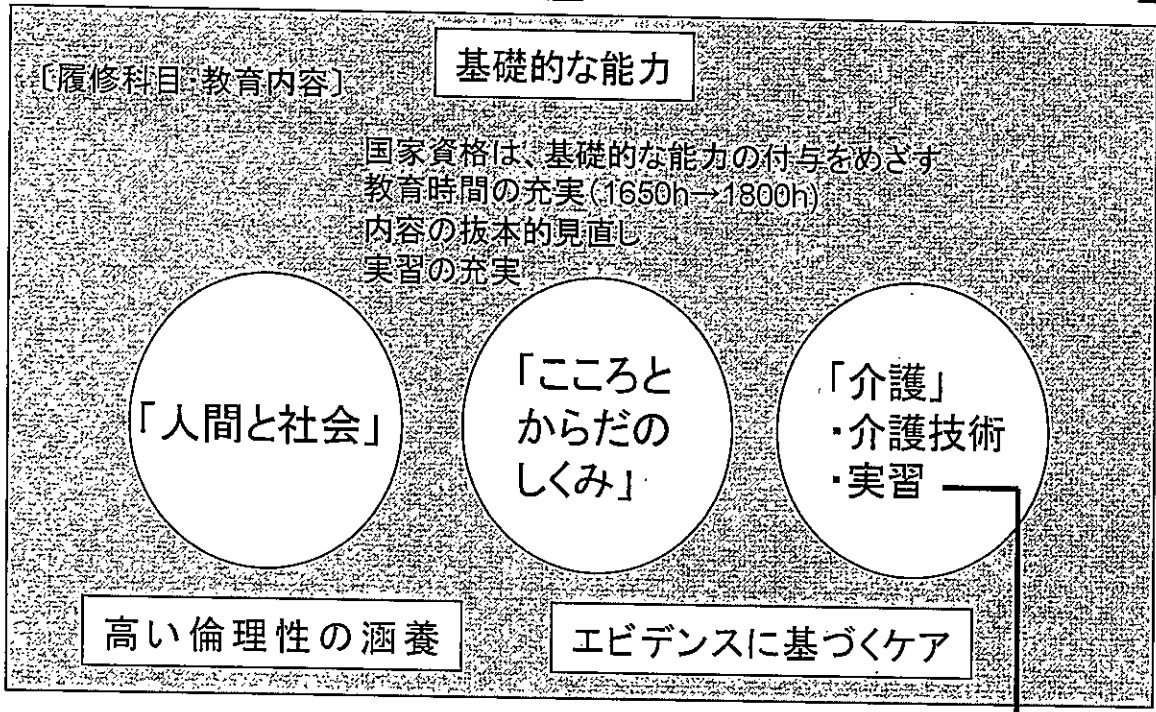 基礎的な能力
〔履修科目・教育内容〕
国家資格は、基礎的な能力の付与をめざす
教育時間の充実(1650h→1800h)
内容の抜本的見直し
実習の充実
「人間と社会」
「こころと
からだの
しくみ」
「介護」
・介護技術
・実習
高い倫理性の涵養
エビデンスに基づくケア